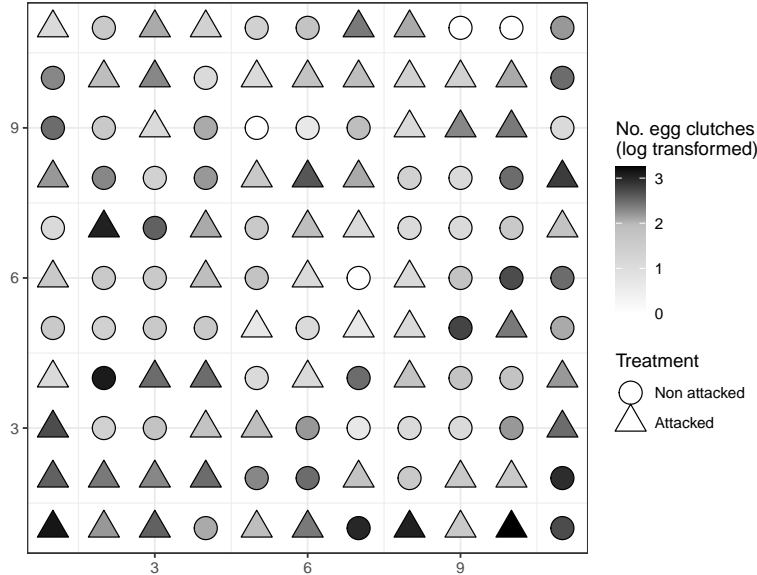 9
6
3
3 6 9
No. egg clutches
(log transformed)
3
2
1
0
Treatment
Non attacked
Attacked